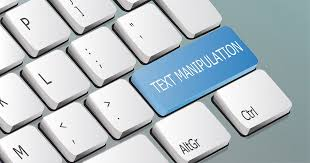 P
{
[
L
:
;
"
'
TEXT MANIPULATION
M
<
,
>
.
?
/
AltGr
Ctrl